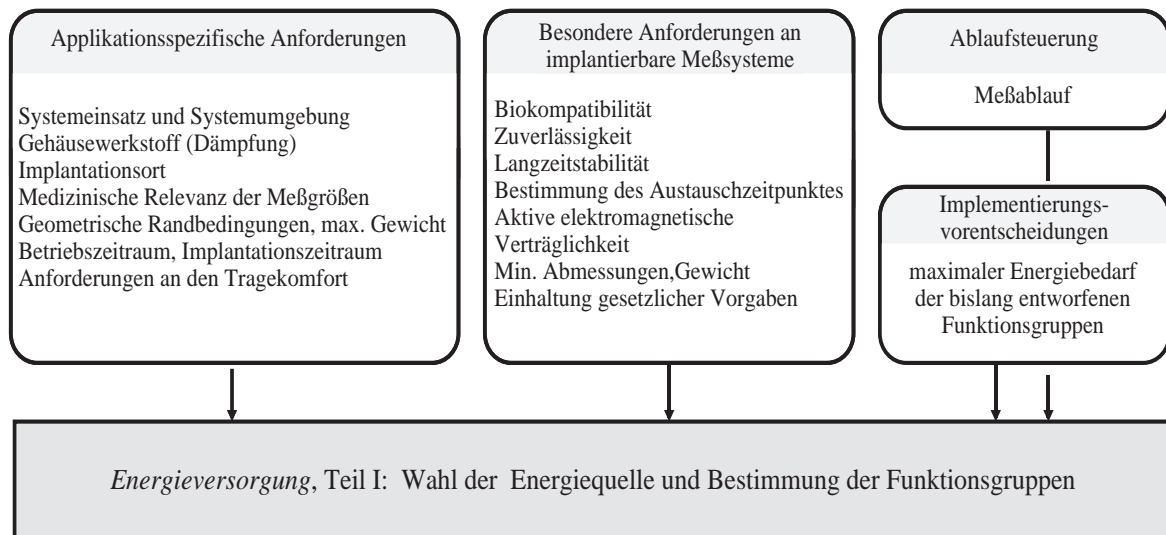 Applikationsspezifische Anforderungen
Systemeinsatz und Systemumgebung
Gehäusewerkstoff (Dämpfung)
Implantationsort
Medizinische Relevanz der Meßgrößen
Geometrische Randbedingungen, max. Gewicht
Betriebszeitraum, Implantationszeitraum
Anforderungen an den Tragekomfort
Besondere Anforderungen an
implantierbare Meßsysteme
Biokompatibilität
Zuverlässigkeit
Langzeitstabilität
Bestimmung des Austauschzeitpunktes
Aktive elektromagnetische
Verträglichkeit
Min. Abmessungen,Gewicht
Einhaltung gesetzlicher Vorgaben
Ablaufsteuerung
Meßablauf
Implementierungs-
vorentscheidungen
maximaler Energiebedarf
der bislang entworfenen
Funktionsgruppen
Energieversorgung, Teil I: Wahl der Energiequelle und Bestimmung der Funktionsgruppen